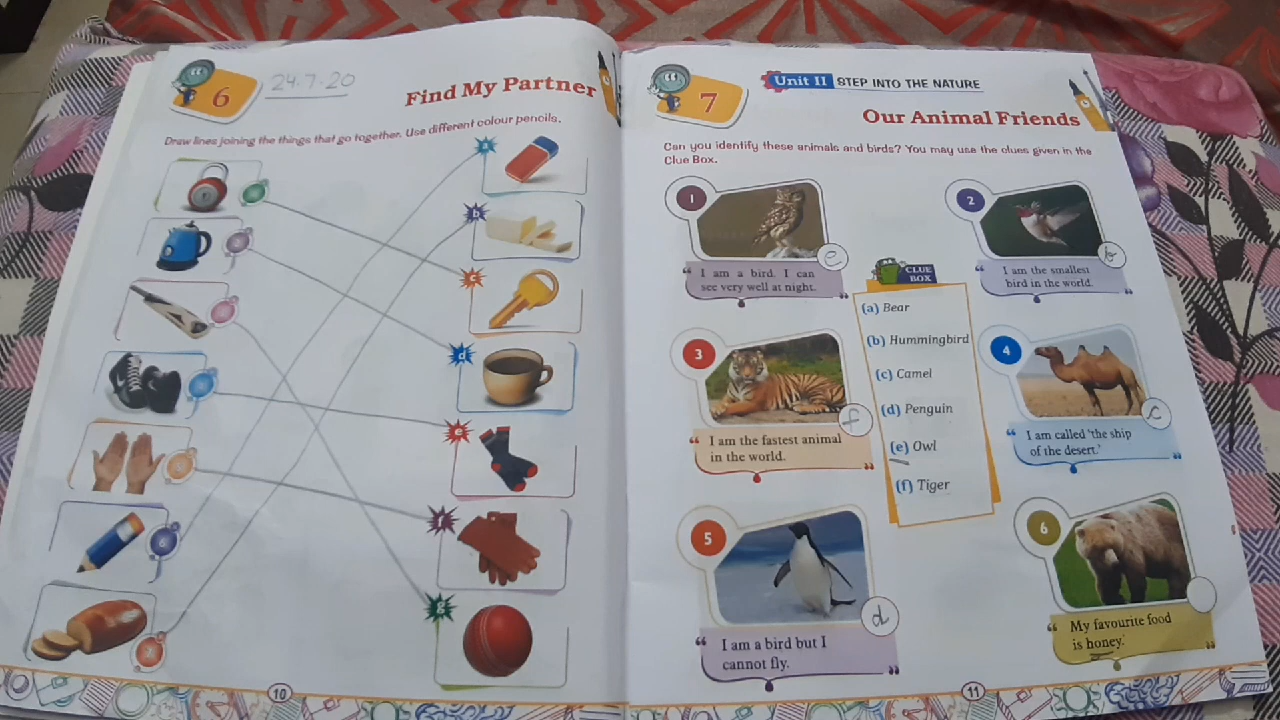 6
24.7.20
Find My Partner
Draw lines joining the things that go together. Use different colour pencils.
a
b
c
d
e
f
g
10
7
Unit II STEP INTO THE NATURE
Our Animal Friends
Can you identify these animals and birds? You may use the clues given in the
Clue Box.
1
e
“ I am a bird. I can
see very well at night. ”
2
b
“ I am the smallest
bird in the world. ”
CLUE
BOX
(a) Bear
(b) Hummingbird
(c) Camel
(d) Penguin
(e) Owl
(f) Tiger
3
f
“ I am the fastest animal
in the world. ”
4
c
“ I am called 'the ship
of the desert.' ”
5
d
“ I am a bird but I
cannot fly. ”
6
“ My favourite food
is honey. ”
11